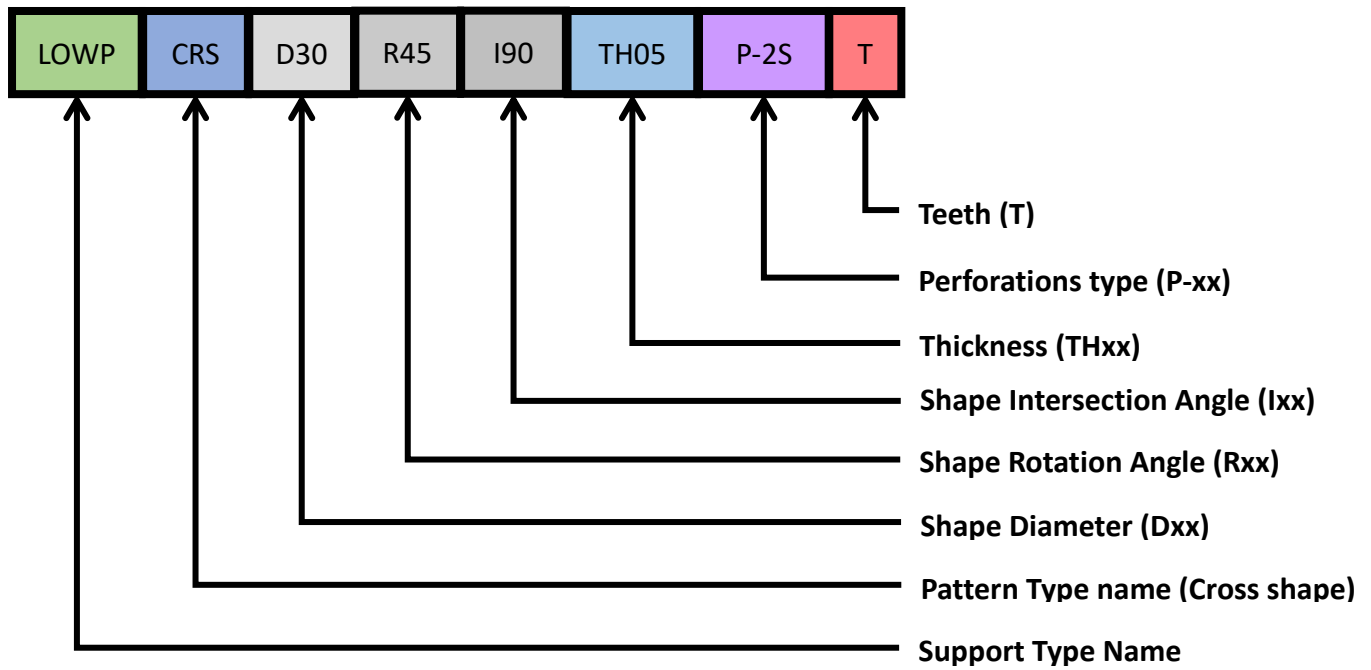 LOWP CRS D30 R45 I90 TH05 P-2S T
Teeth (T)
Perforations type (P-xx)
Thickness (THxx)
Shape Intersection Angle (Ixx)
Shape Rotation Angle (Rxx)
Shape Diameter (Dxx)
Pattern Type name (Cross shape)
Support Type Name